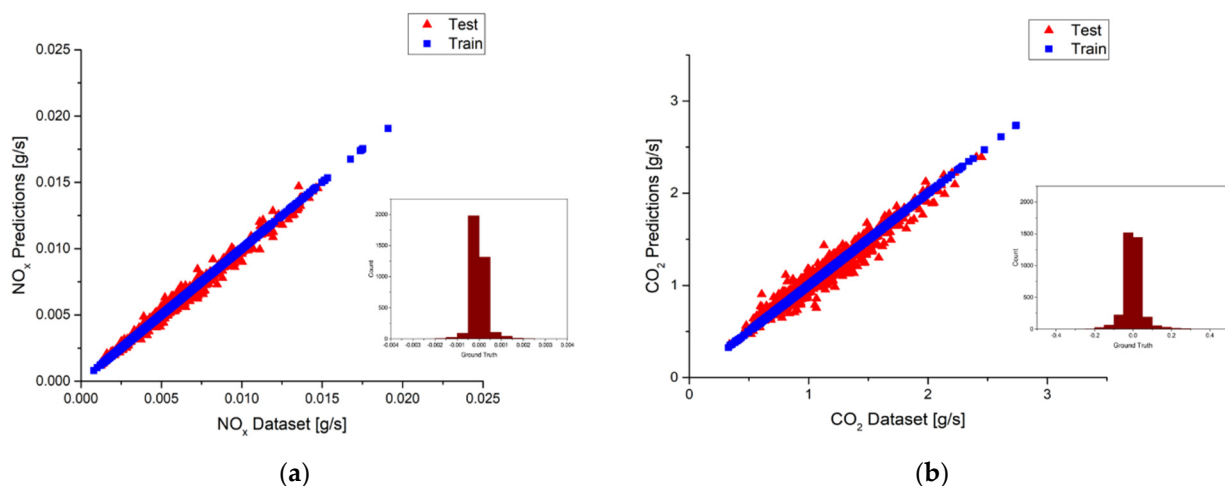 Test
Train
0.025
0.020
0.015
0.010
0.005
0.000
NOₓ Predictions [g/s]
0.000 0.005 0.010 0.015 0.020 0.025
NOₓ Dataset [g/s]
2000
1500
1000
500
0
Count
-0.004 -0.003 -0.002 -0.001 0.000 0.001 0.002 0.003 0.004
Ground Truth
(a)
Test
Train
3
2
1
0
CO₂ Predictions [g/s]
0 1 2 3
CO₂ Dataset [g/s]
2000
1500
1000
500
0
Count
-0.4 -0.2 0.0 0.2 0.4
Ground Truth
(b)